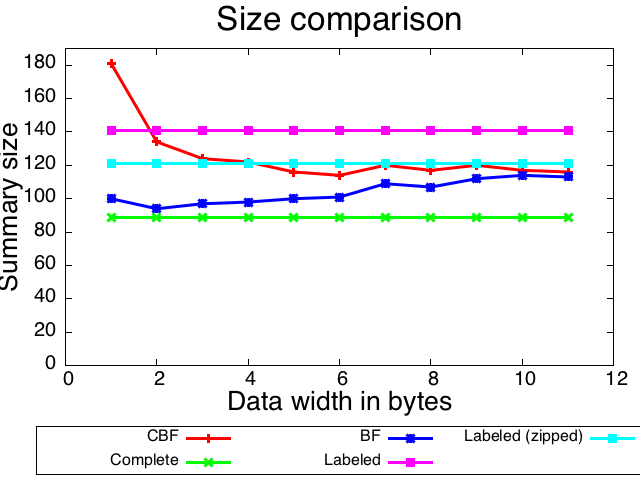 Size comparison
180
160
140
120
100
80
60
40
20
0
Summary size
0 2 4 6 8 10 12
Data width in bytes
CBF BF Labeled (zipped)
Complete Labeled